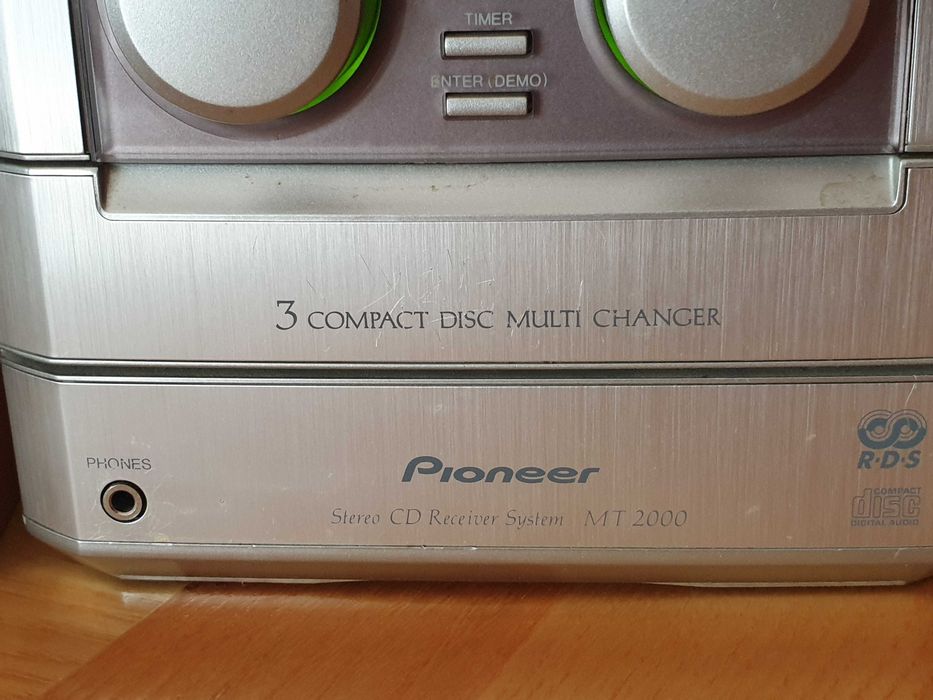 TIMER
ENTER (DEMO)
3 COMPACT DISC MULTI CHANGER
PHONES
Pioneer
Stereo CD Receiver System MT 2000
R·D·S
COMPACT
disc
DIGITAL AUDIO